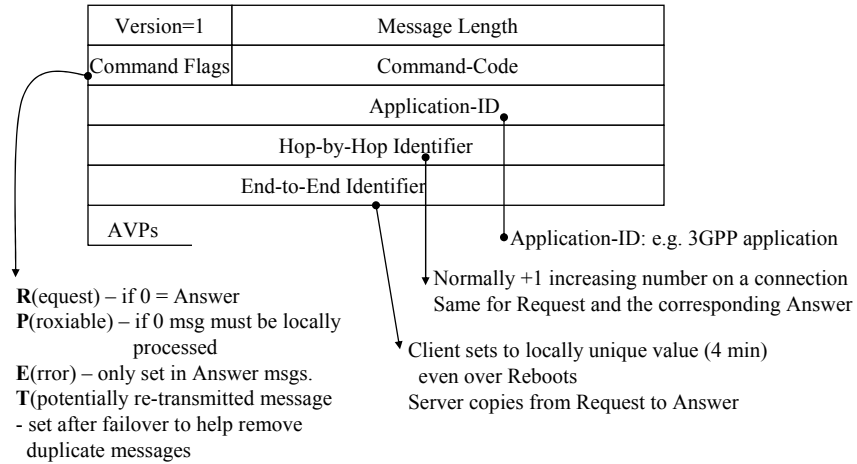 Version=1 Message Length
Command Flags Command-Code
Application-ID
Hop-by-Hop Identifier
End-to-End Identifier
AVPs
Application-ID: e.g. 3GPP application
Normally +1 increasing number on a connection
Same for Request and the corresponding Answer
R(equest) – if 0 = Answer
P(roxiable) – if 0 msg must be locally
processed
E(rror) – only set in Answer msgs.
T(potentially re-transmitted message
- set after failover to help remove
duplicate messages
Client sets to locally unique value (4 min)
even over Reboots
Server copies from Request to Answer